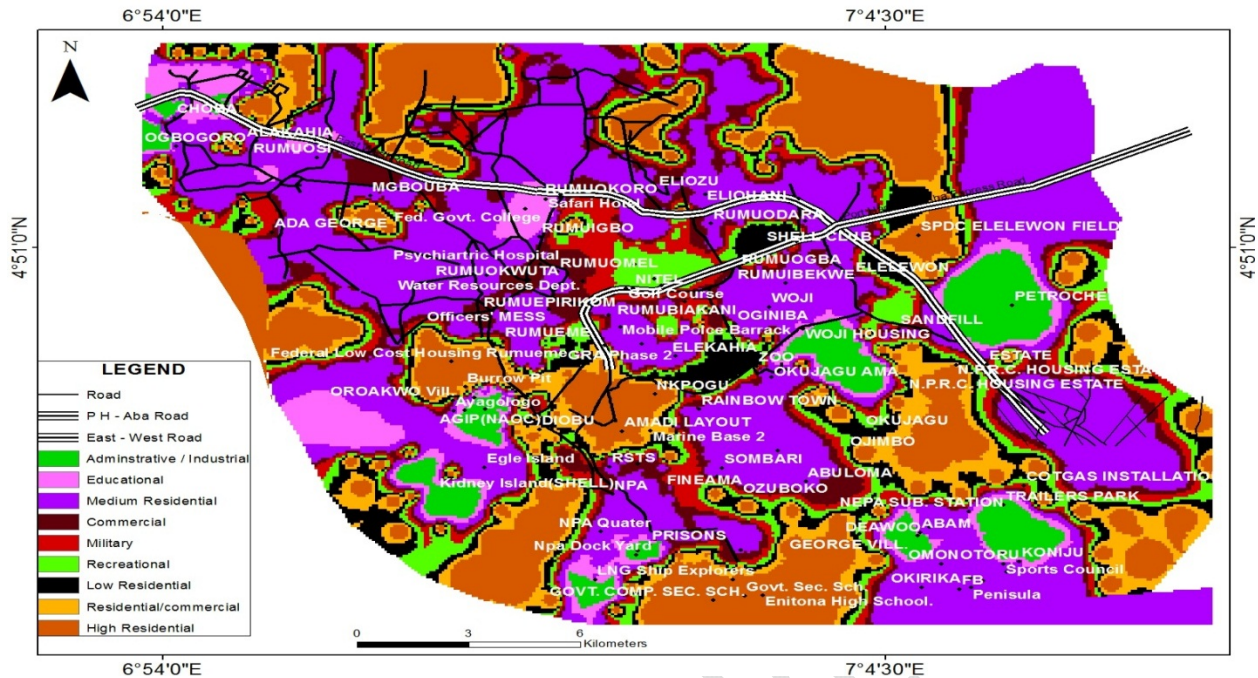 6°54'0"E
7°4'30"E
N
CHOBA
OGBOGORO
ALAKAHIA
RUMUOSI
MGBOUBA
RUMUOKORO
ELIOZU
Safari Hotel
ELIOHANI
ADA GEORGE
Fed. Govt. College
RUMUIGBO
RUMUODARA
SHELL CLUB
SPDC ELELEWON FIELD
4°51'0"N
4°51'0"N
Psychiartric Hospital
RUMUOMEL
RUMUOGBA
RUMUOKWUTA
NITEL
RUMUIBEKWE
ELELEWON
Water Resources Dept.
Golf Course
WOJI
PETROCHE
RUMUEPIRIKOM
RUMUBIAKANI
OGINIBA
SANDFILL
Officers' MESS
Mobile Poice Barrack
WOJI HOUSING
RUMUEME
ELEKAHIA
ZOO
ESTATE
Federal Low Cost Housing Rumueme
GRA Phase 2
OKUJAGU AMA
N.P.R.C. HOUSING ESTA
Burrow Pit
NKPOGU
N.P.R.C. HOUSING ESTATE
OROAKWO Vill.
Ayagologo
RAINBOW TOWN
AGIP(NAOC)
DIOBU
AMADI LAYOUT
OKUJAGU
Marine Base 2
OJIMBO
Egle Island
RSTS
SOMBARI
ABULOMA
COTGAS INSTALLATIO
Kidney Island(SHELL)
NPA
FINEAMA
OZUBOKO
NEPA SUB. STATION
TRAILERS PARK
NPA Quater
PRISONS
DEAWOO
ABAM
Npa Dock Yard
GEORGE VILL.
OMONOTORU
KONIJU
LNG Ship Explorers
Sports Council
GOVT. COMP. SEC. SCH.
Govt. Sec. Sch.
OKIRIKA
FB
Enitona High School.
Penisula
LEGEND
Road
P H - Aba Road
East - West Road
Adminstrative / Industrial
Educational
Medium Residential
Commercial
Military
Recreational
Low Residential
Residential/commercial
High Residential
0 3 6
Kilometers
6°54'0"E
7°4'30"E